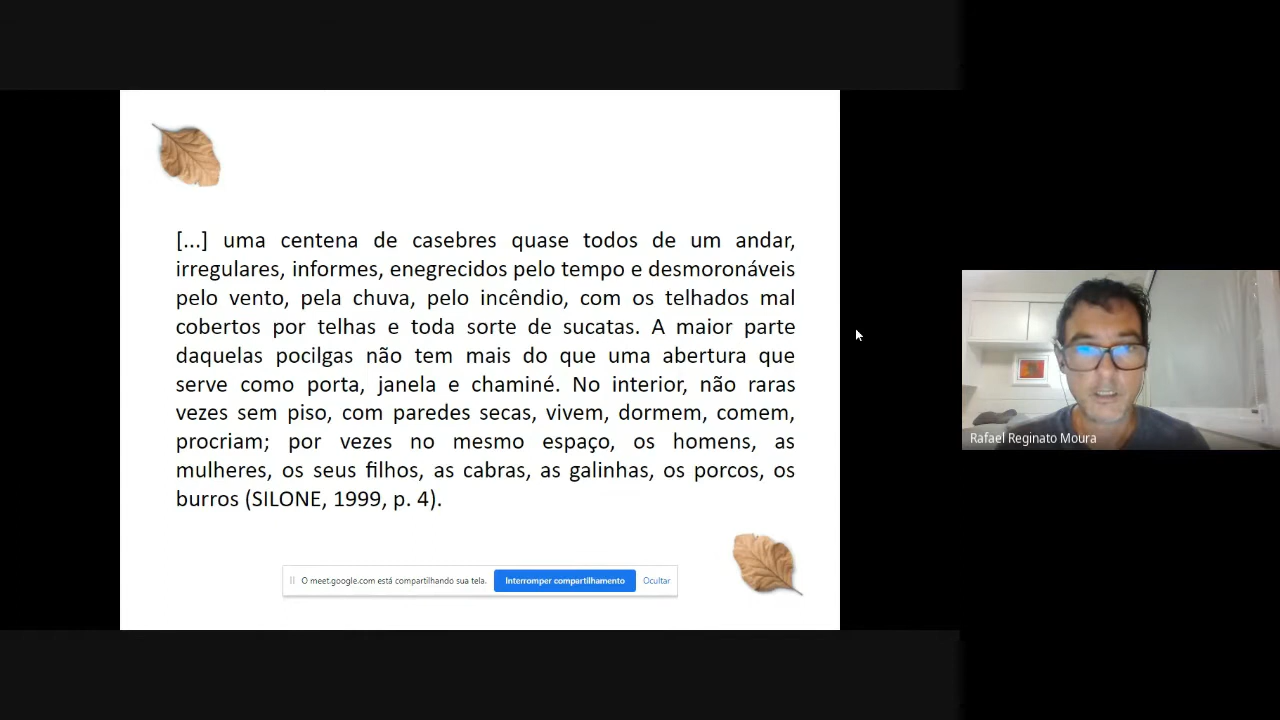 [...] uma centena de casebres quase todos de um andar,
irregulares, informes, enegrecidos pelo tempo e desmoronáveis
pelo vento, pela chuva, pelo incêndio, com os telhados mal
cobertos por telhas e toda sorte de sucatas. A maior parte
daquelas pocilgas não tem mais do que uma abertura que
serve como porta, janela e chaminé. No interior, não raras
vezes sem piso, com paredes secas, vivem, dormem, comem,
procriam; por vezes no mesmo espaço, os homens, as
mulheres, os seus filhos, as cabras, as galinhas, os porcos, os
burros (SILONE, 1999, p. 4).
O meet.google.com está compartilhando sua tela.
Interromper compartilhamento
Ocultar
Rafael Reginato Moura